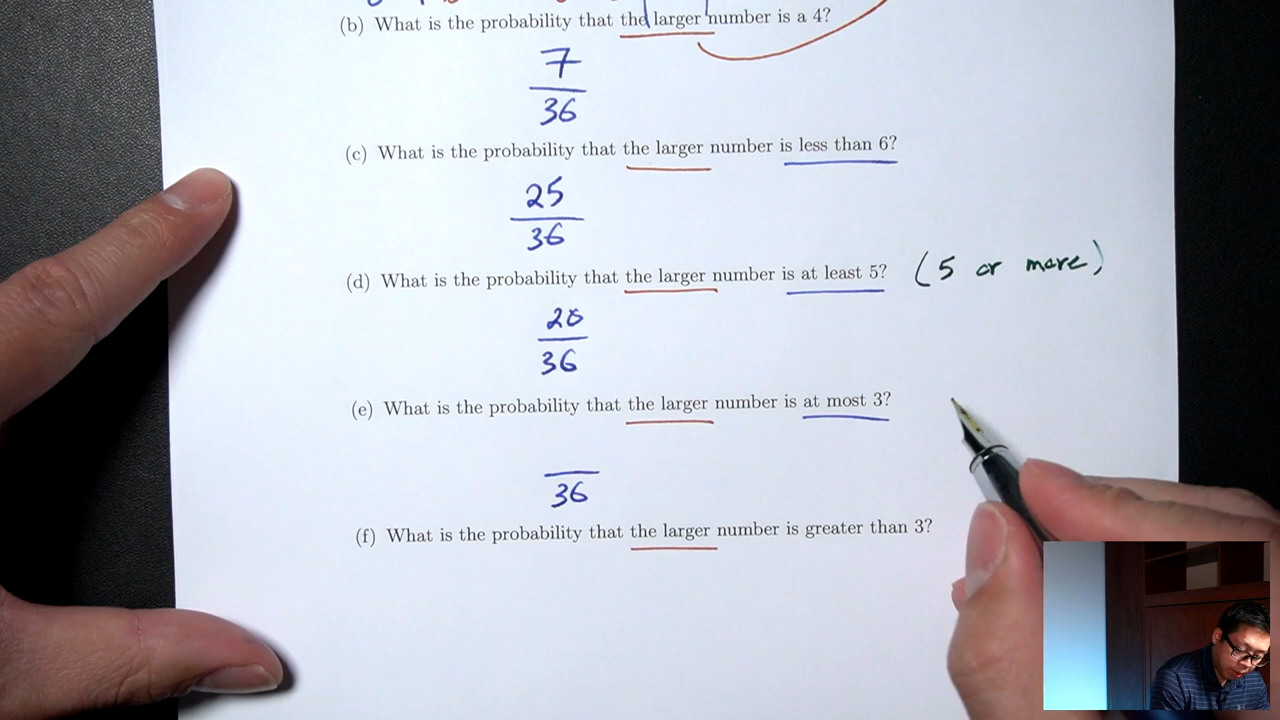 (b) What is the probability that the larger number is a 4?
7
36
(c) What is the probability that the larger number is less than 6?
25
36
(d) What is the probability that the larger number is at least 5? (5 or more)
20
36
(e) What is the probability that the larger number is at most 3?
36
(f) What is the probability that the larger number is greater than 3?